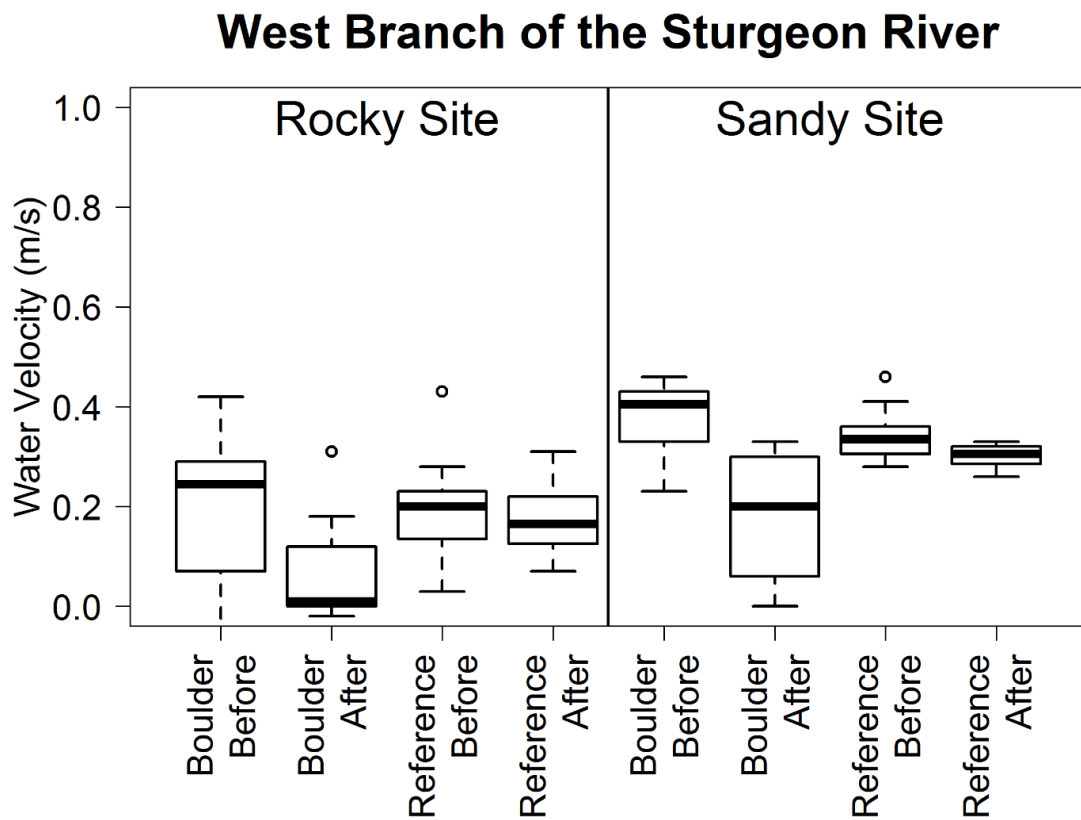 West Branch of the Sturgeon River
Rocky Site
Sandy Site
Water Velocity (m/s)
1.0
0.8
0.6
0.4
0.2
0.0
Boulder
Before
Boulder
After
Reference
Before
Reference
After
Boulder
Before
Boulder
After
Reference
Before
Reference
After